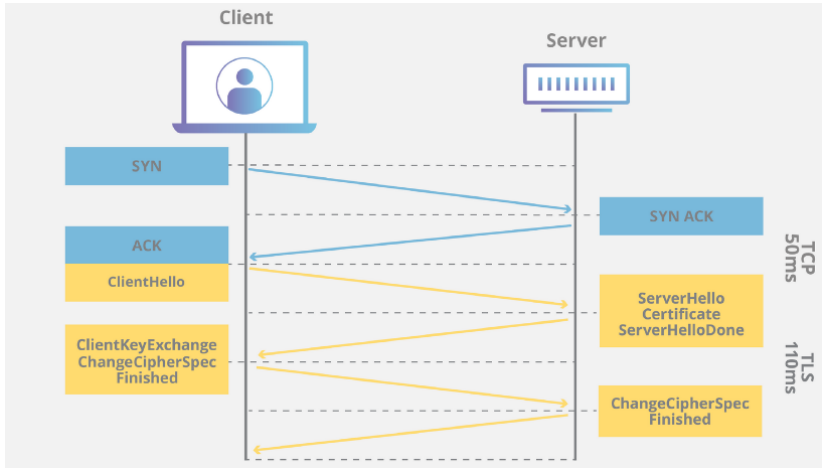 Client
Server
SYN
SYN ACK
ACK
ClientHello
TCP
50ms
ServerHello
Certificate
ServerHelloDone
ClientKeyExchange
ChangeCipherSpec
Finished
TLS
110ms
ChangeCipherSpec
Finished